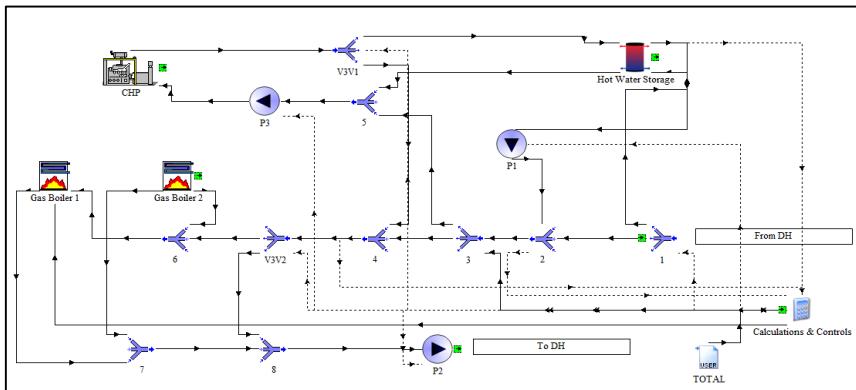 V3V1
Hot Water Storage
CHP
P3
5
P1
Gas Boiler 1
Gas Boiler 2
From DH
6
V3V2
4
3
2
1
Calculations & Controls
To DH
7
8
P2
USER
TOTAL